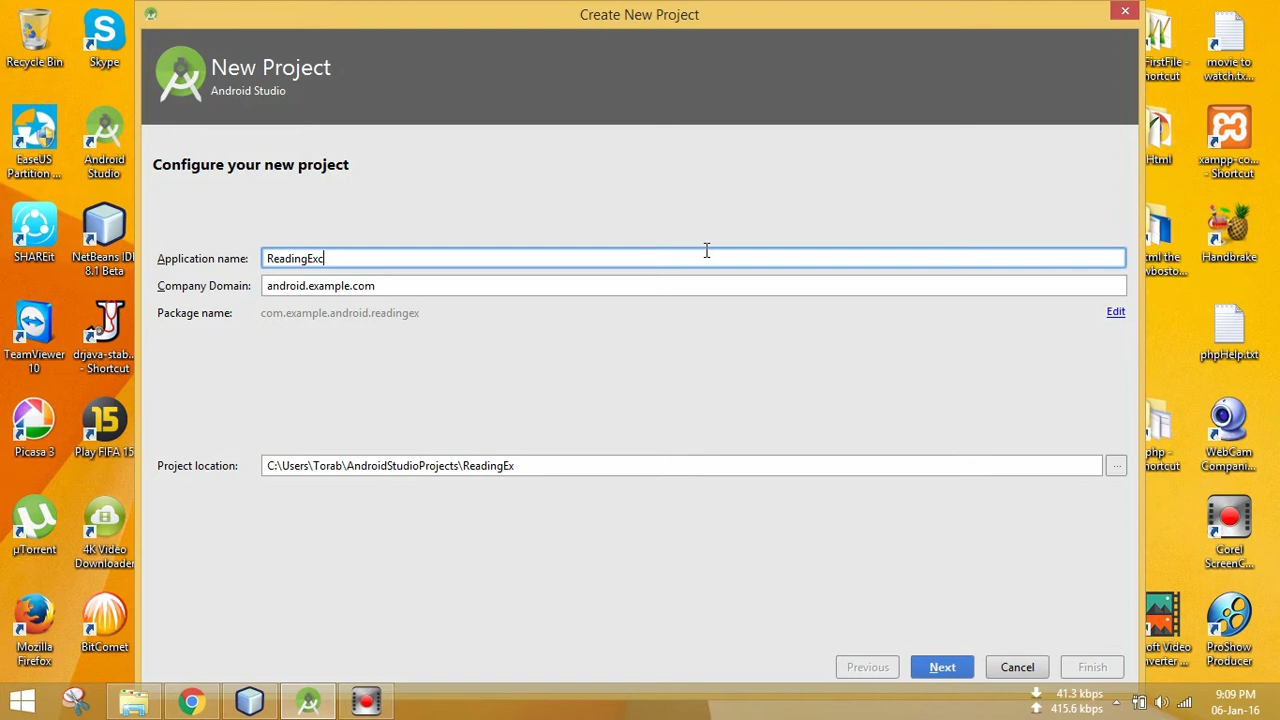 Create New Project
New Project
Android Studio
Configure your new project
Application name:
ReadingExc
Company Domain:
android.example.com
Package name:
com.example.android.readingex
Edit
Project location:
C:\Users\Torab\AndroidStudioProjects\ReadingEx
...
Previous
Next
Cancel
Finish
Recycle Bin
Skype
EaseUS
Partition ...
Android
Studio
SHAREit
NetBeans IDE
8.1 Beta
TeamViewer
10
drjava-stab...
- Shortcut
Picasa 3
Play FIFA 15
µTorrent
4K Video
Downloader
Mozilla
Firefox
BitComet
FirstFile -
Shortcut
movie to
watch.tx...
Html
xampp-co...
- Shortcut
Handbrake
phpHelp.txt
php -
WebCam
Compani...
Corel
ScreenC...
ProShow
Producer
41.3 kbps
415.6 kbps
9:09 PM
06-Jan-16